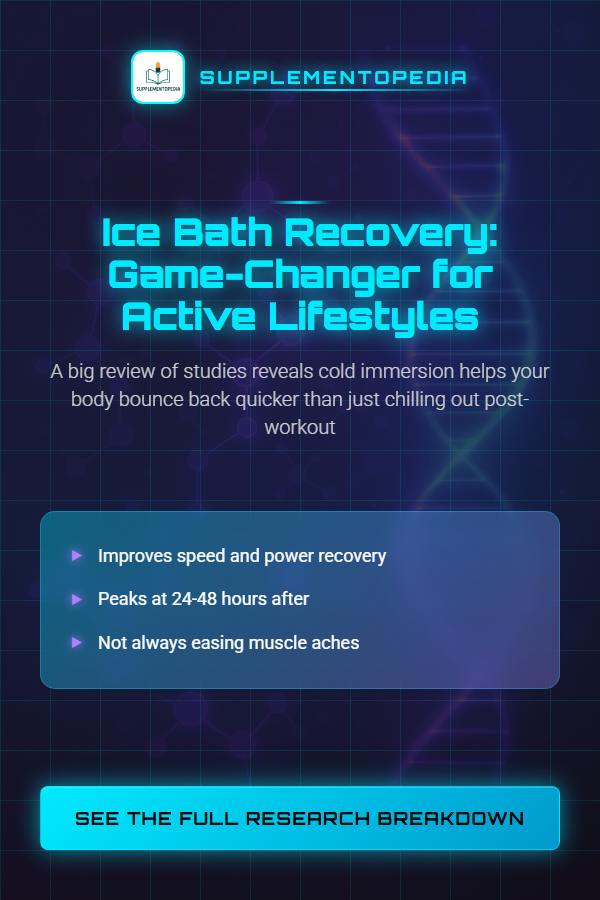 SUPPLEMENTOPEDIA
SUPPLEMENTOPEDIA
Ice Bath Recovery:
Game-Changer for
Active Lifestyles
A big review of studies reveals cold immersion helps your
body bounce back quicker than just chilling out post-
workout
Improves speed and power recovery
Peaks at 24-48 hours after
Not always easing muscle aches
SEE THE FULL RESEARCH BREAKDOWN